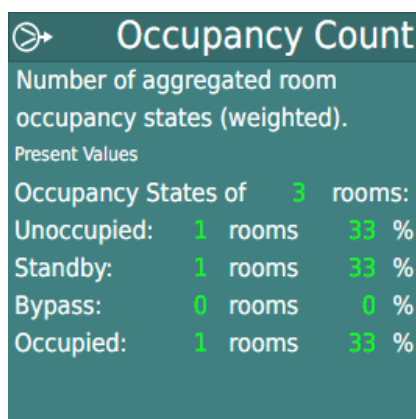 Occupancy Count
Number of aggregated room
occupancy states (weighted).
Present Values
Occupancy States of 3 rooms:
Unoccupied: 1 rooms 33 %
Standby: 1 rooms 33 %
Bypass: 0 rooms 0 %
Occupied: 1 rooms 33 %